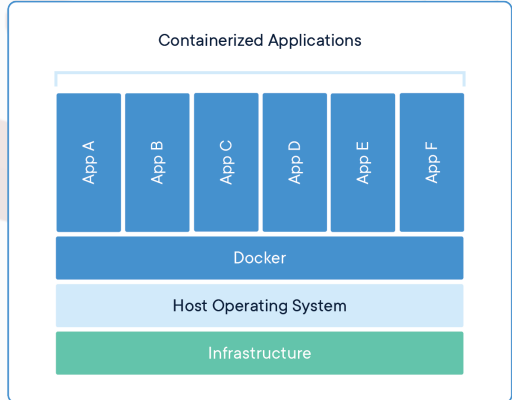 Containerized Applications
App A
App B
App C
App D
App E
App F
Docker
Host Operating System
Infrastructure